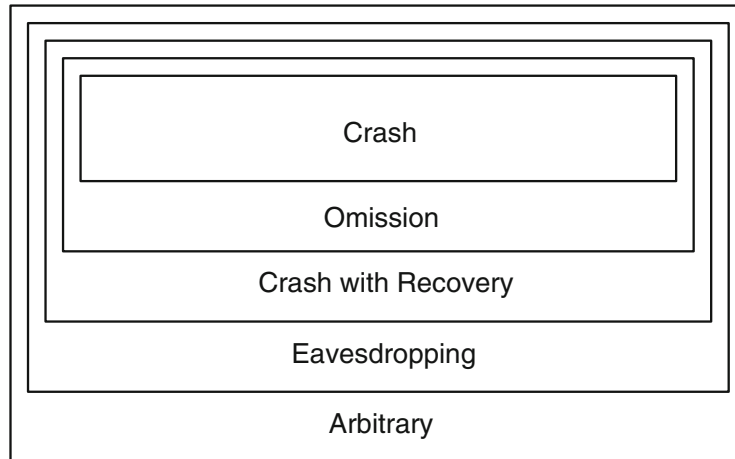 Crash
Omission
Crash with Recovery
Eavesdropping
Arbitrary